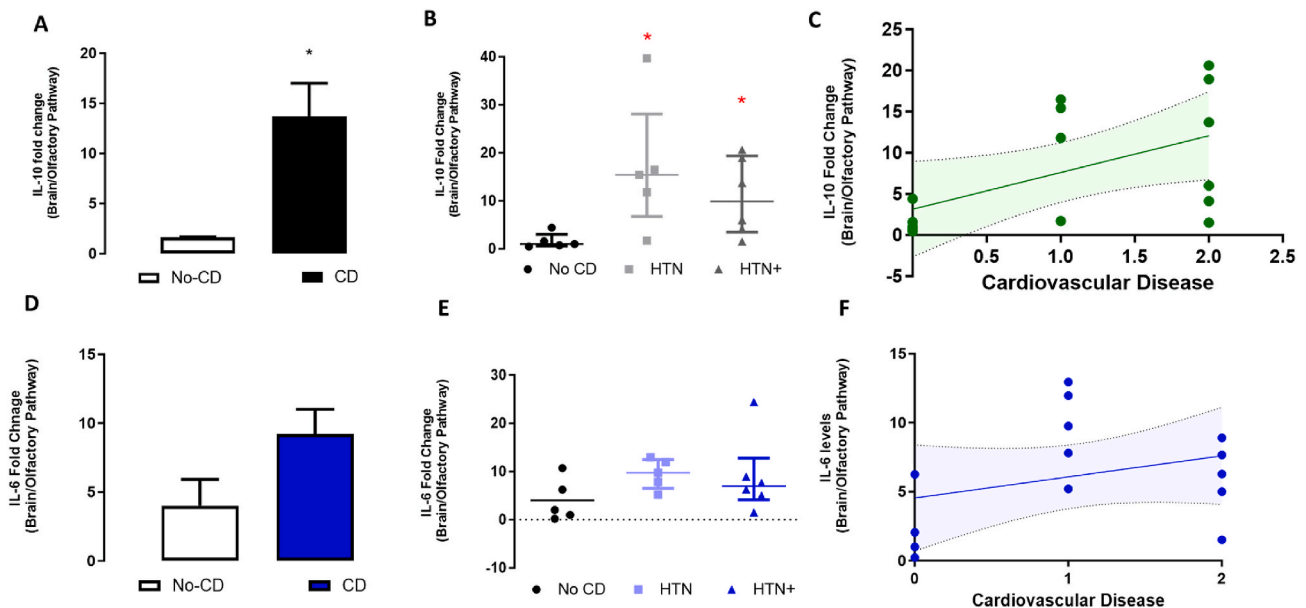 A
IL-10 fold change
(Brain/Olfactory Pathway)
20
15
10
5
0
*
No-CD
CD
B
IL-10 Fold Change
(Brain/Olfactory Pathway)
40
30
20
10
0
*
*
No CD
HTN
HTN+
C
IL-10 Fold Change
(Brain/Olfactory Pathway)
25
20
15
10
5
0
-5
0.5
1.0
1.5
2.0
2.5
Cardiovascular Disease
D
IL-6 Fold Chnage
(Brain/Olfactory Pathway)
15
10
5
0
No-CD
CD
E
IL-6 Fold Change
(Brain/Olfactory Pathway)
30
20
10
0
-10
No CD
HTN
HTN+
F
IL-6 levels
(Brain/Olfactory Pathway)
15
10
5
0
0
1
2
Cardiovascular Disease